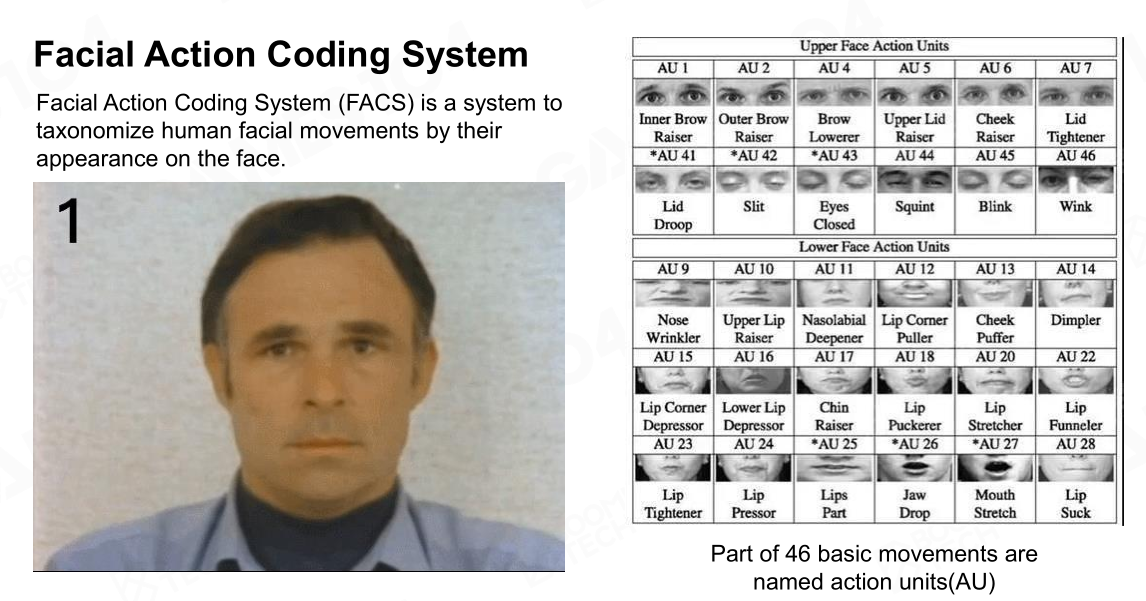 Facial Action Coding System
Facial Action Coding System (FACS) is a system to
taxonomize human facial movements by their
appearance on the face.
1
Upper Face Action Units
AU 1 AU 2 AU 4 AU 5 AU 6 AU 7
Inner Brow Outer Brow Brow Upper Lid Cheek Lid
Raiser Raiser Lowerer Raiser Raiser Tightener
*AU 41 *AU 42 *AU 43 AU 44 AU 45 AU 46
Lid Slit Eyes Squint Blink Wink
Droop Closed
Lower Face Action Units
AU 9 AU 10 AU 11 AU 12 AU 13 AU 14
Nose Upper Lip Nasolabial Lip Corner Cheek Dimpler
Wrinkler Raiser Deepener Puller Puffer
AU 15 AU 16 AU 17 AU 18 AU 20 AU 22
Lip Corner Lower Lip Chin Lip Lip Lip
Depressor Depressor Raiser Puckerer Stretcher Funneler
AU 23 AU 24 *AU 25 *AU 26 *AU 27 AU 28
Lip Lip Lips Jaw Mouth Lip
Tightener Pressor Part Drop Stretch Suck
Part of 46 basic movements are
named action units(AU)